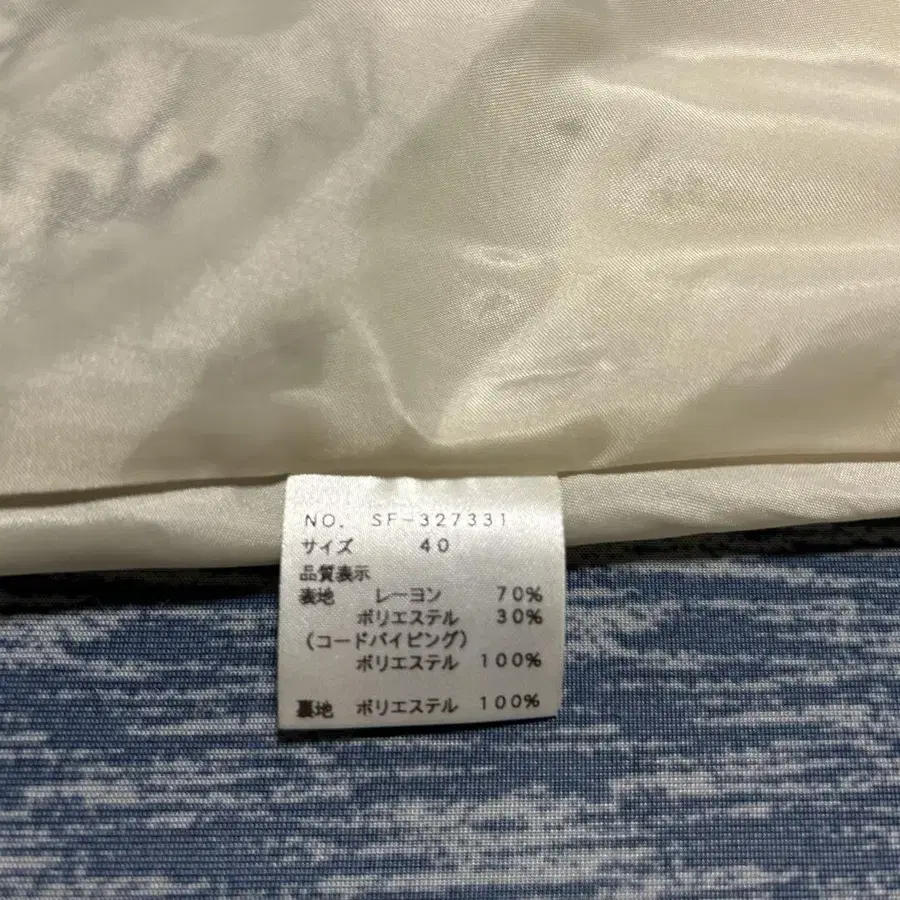 NO. SF-327331
サイズ 40
品質表示
表地 レーヨン 70%
ポリエステル 30%
(コードパイピング)
ポリエステル 100%
裏地 ポリエステル 100%